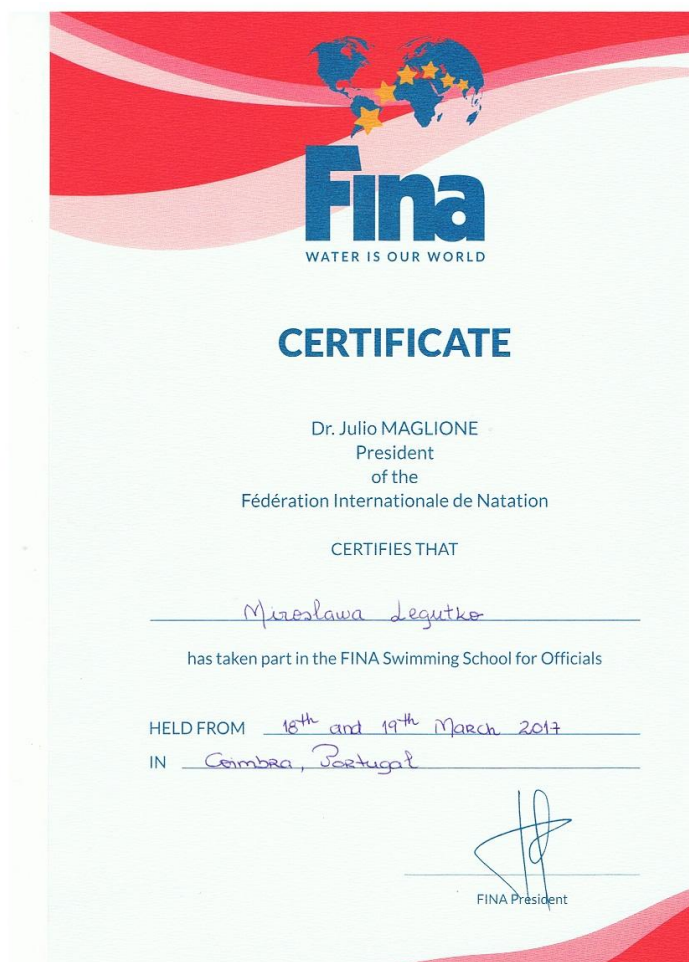 Fina
WATER IS OUR WORLD
CERTIFICATE
Dr. Julio MAGLIONE
President
of the
Fédération Internationale de Natation
CERTIFIES THAT
Miroslawa Legutko
has taken part in the FINA Swimming School for Officials
HELD FROM 18th and 19th March 2017
IN Coimbra, Portugal
FINA President